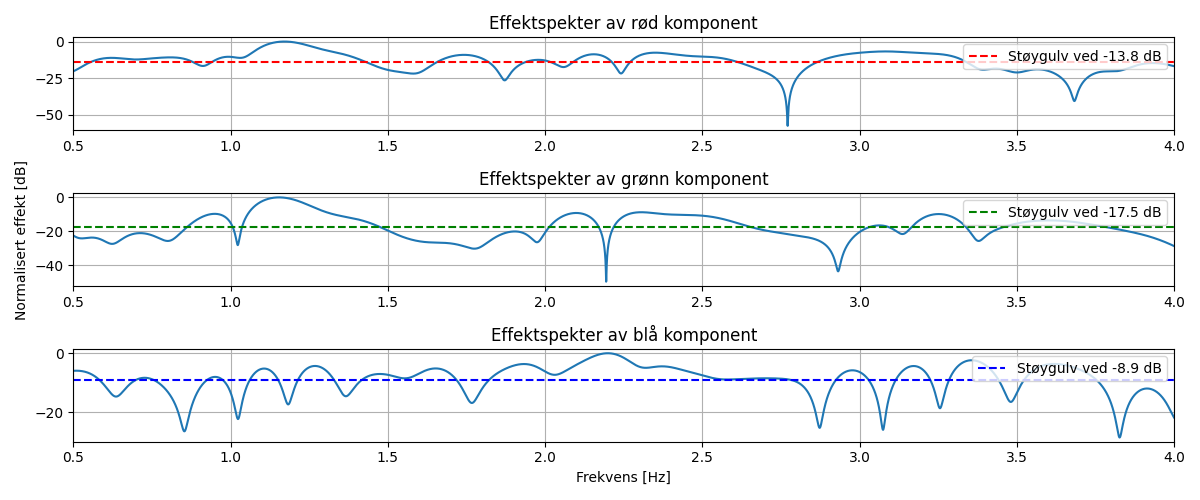 Effektspekter av rød komponent
0
−25
−50
Støygulv ved -13.8 dB
0.5 1.0 1.5 2.0 2.5 3.0 3.5 4.0
Effektspekter av grønn komponent
Normalisert effekt [dB]
0
−20
−40
Støygulv ved -17.5 dB
0.5 1.0 1.5 2.0 2.5 3.0 3.5 4.0
Effektspekter av blå komponent
0
−20
Støygulv ved -8.9 dB
0.5 1.0 1.5 2.0 2.5 3.0 3.5 4.0
Frekvens [Hz]